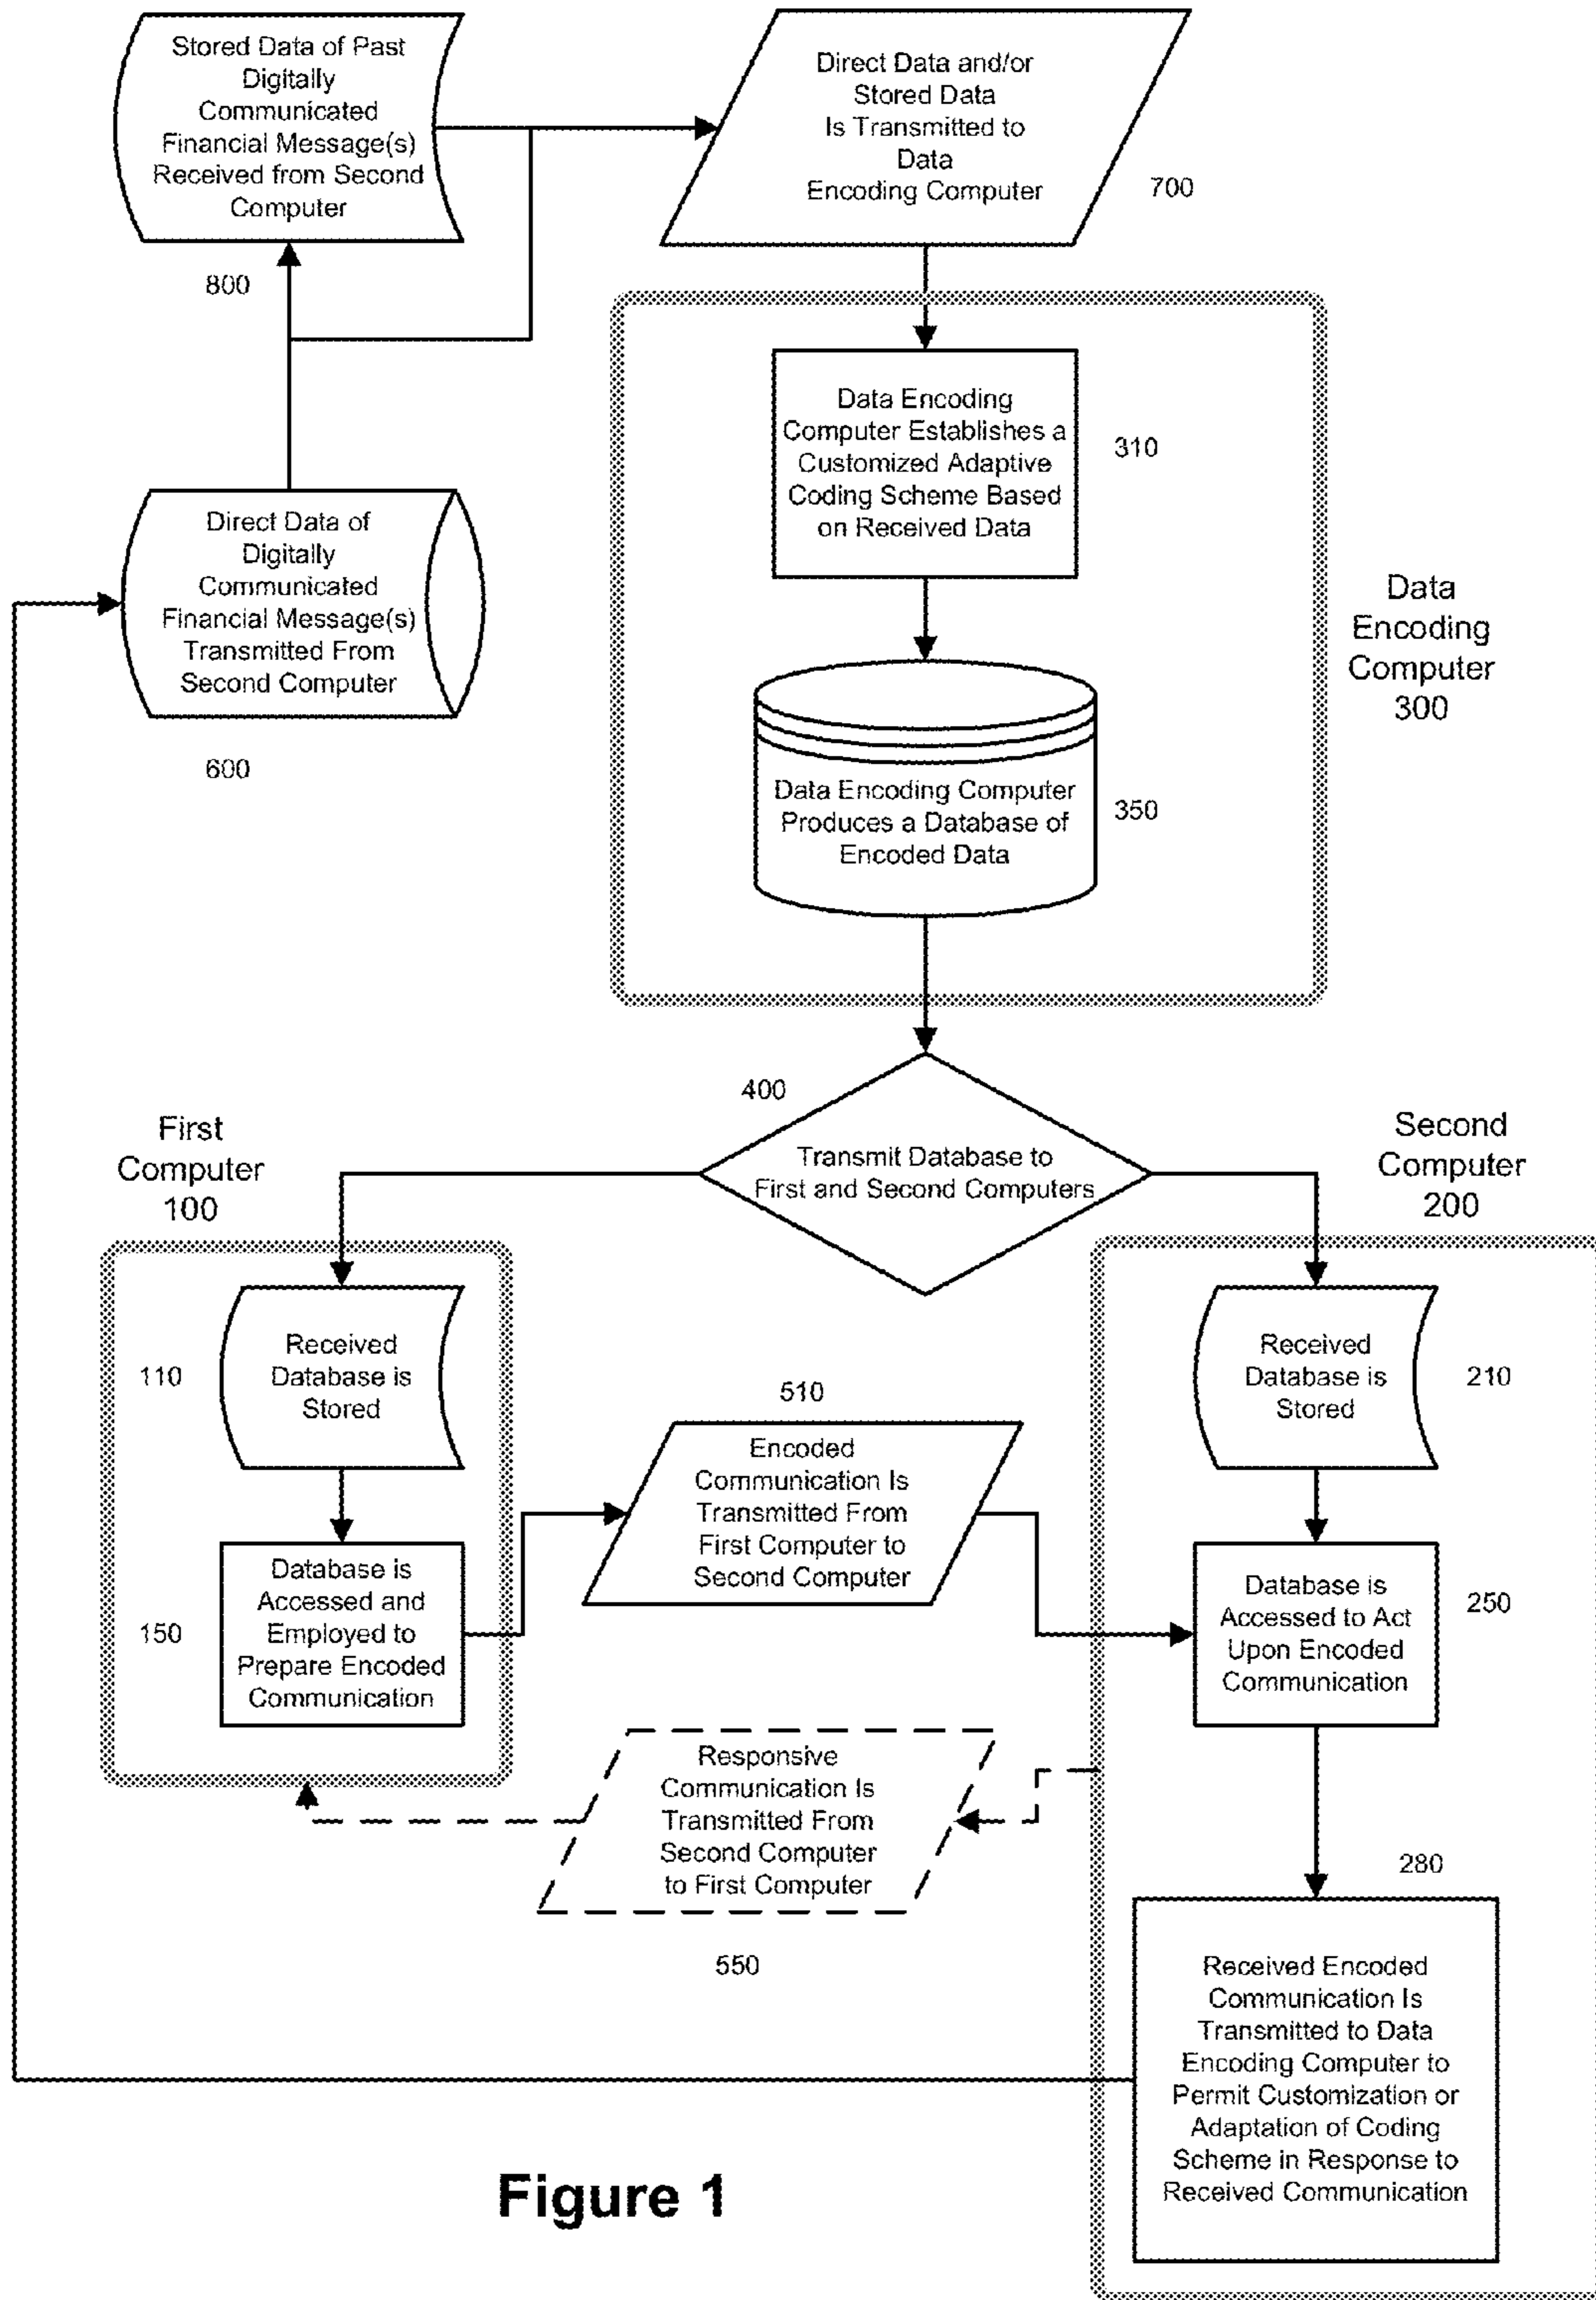 Stored Data of Past
Digitally
Communicated
Financial Message(s)
Received from Second
Computer
800
Direct Data and/or
Stored Data
Is Transmitted to
Data
Encoding Computer
700
Data Encoding
Computer Establishes a
Customized Adaptive
Coding Scheme Based
on Received Data
310
Direct Data of
Digitally
Communicated
Financial Message(s)
Transmitted From
Second Computer
600
Data
Encoding
Computer
300
Data Encoding Computer
Produces a Database of
Encoded Data
350
400
Transmit Database to
First and Second Computers
First
Computer
100
Second
Computer
200
110
Received
Database is
Stored
Received
Database is
Stored
210
510
Encoded
Communication Is
Transmitted From
First Computer to
Second Computer
150
Database is
Accessed and
Employed to
Prepare Encoded
Communication
Database is
Accessed to Act
Upon Encoded
Communication
250
Responsive
Communication Is
Transmitted From
Second Computer
to First Computer
550
280
Received Encoded
Communication Is
Transmitted to Data
Encoding Computer to
Permit Customization or
Adaptation of Coding
Scheme in Response to
Received Communication
Figure 1